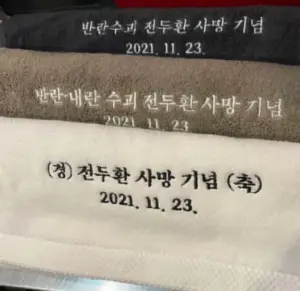 반란수괴 전두환 사망 기념
2021. 11. 23.
반란·내란 수괴 전두환 사망 기념
2021. 11. 23
(경) 전두환 사망 기념 (축)
2021. 11. 23.